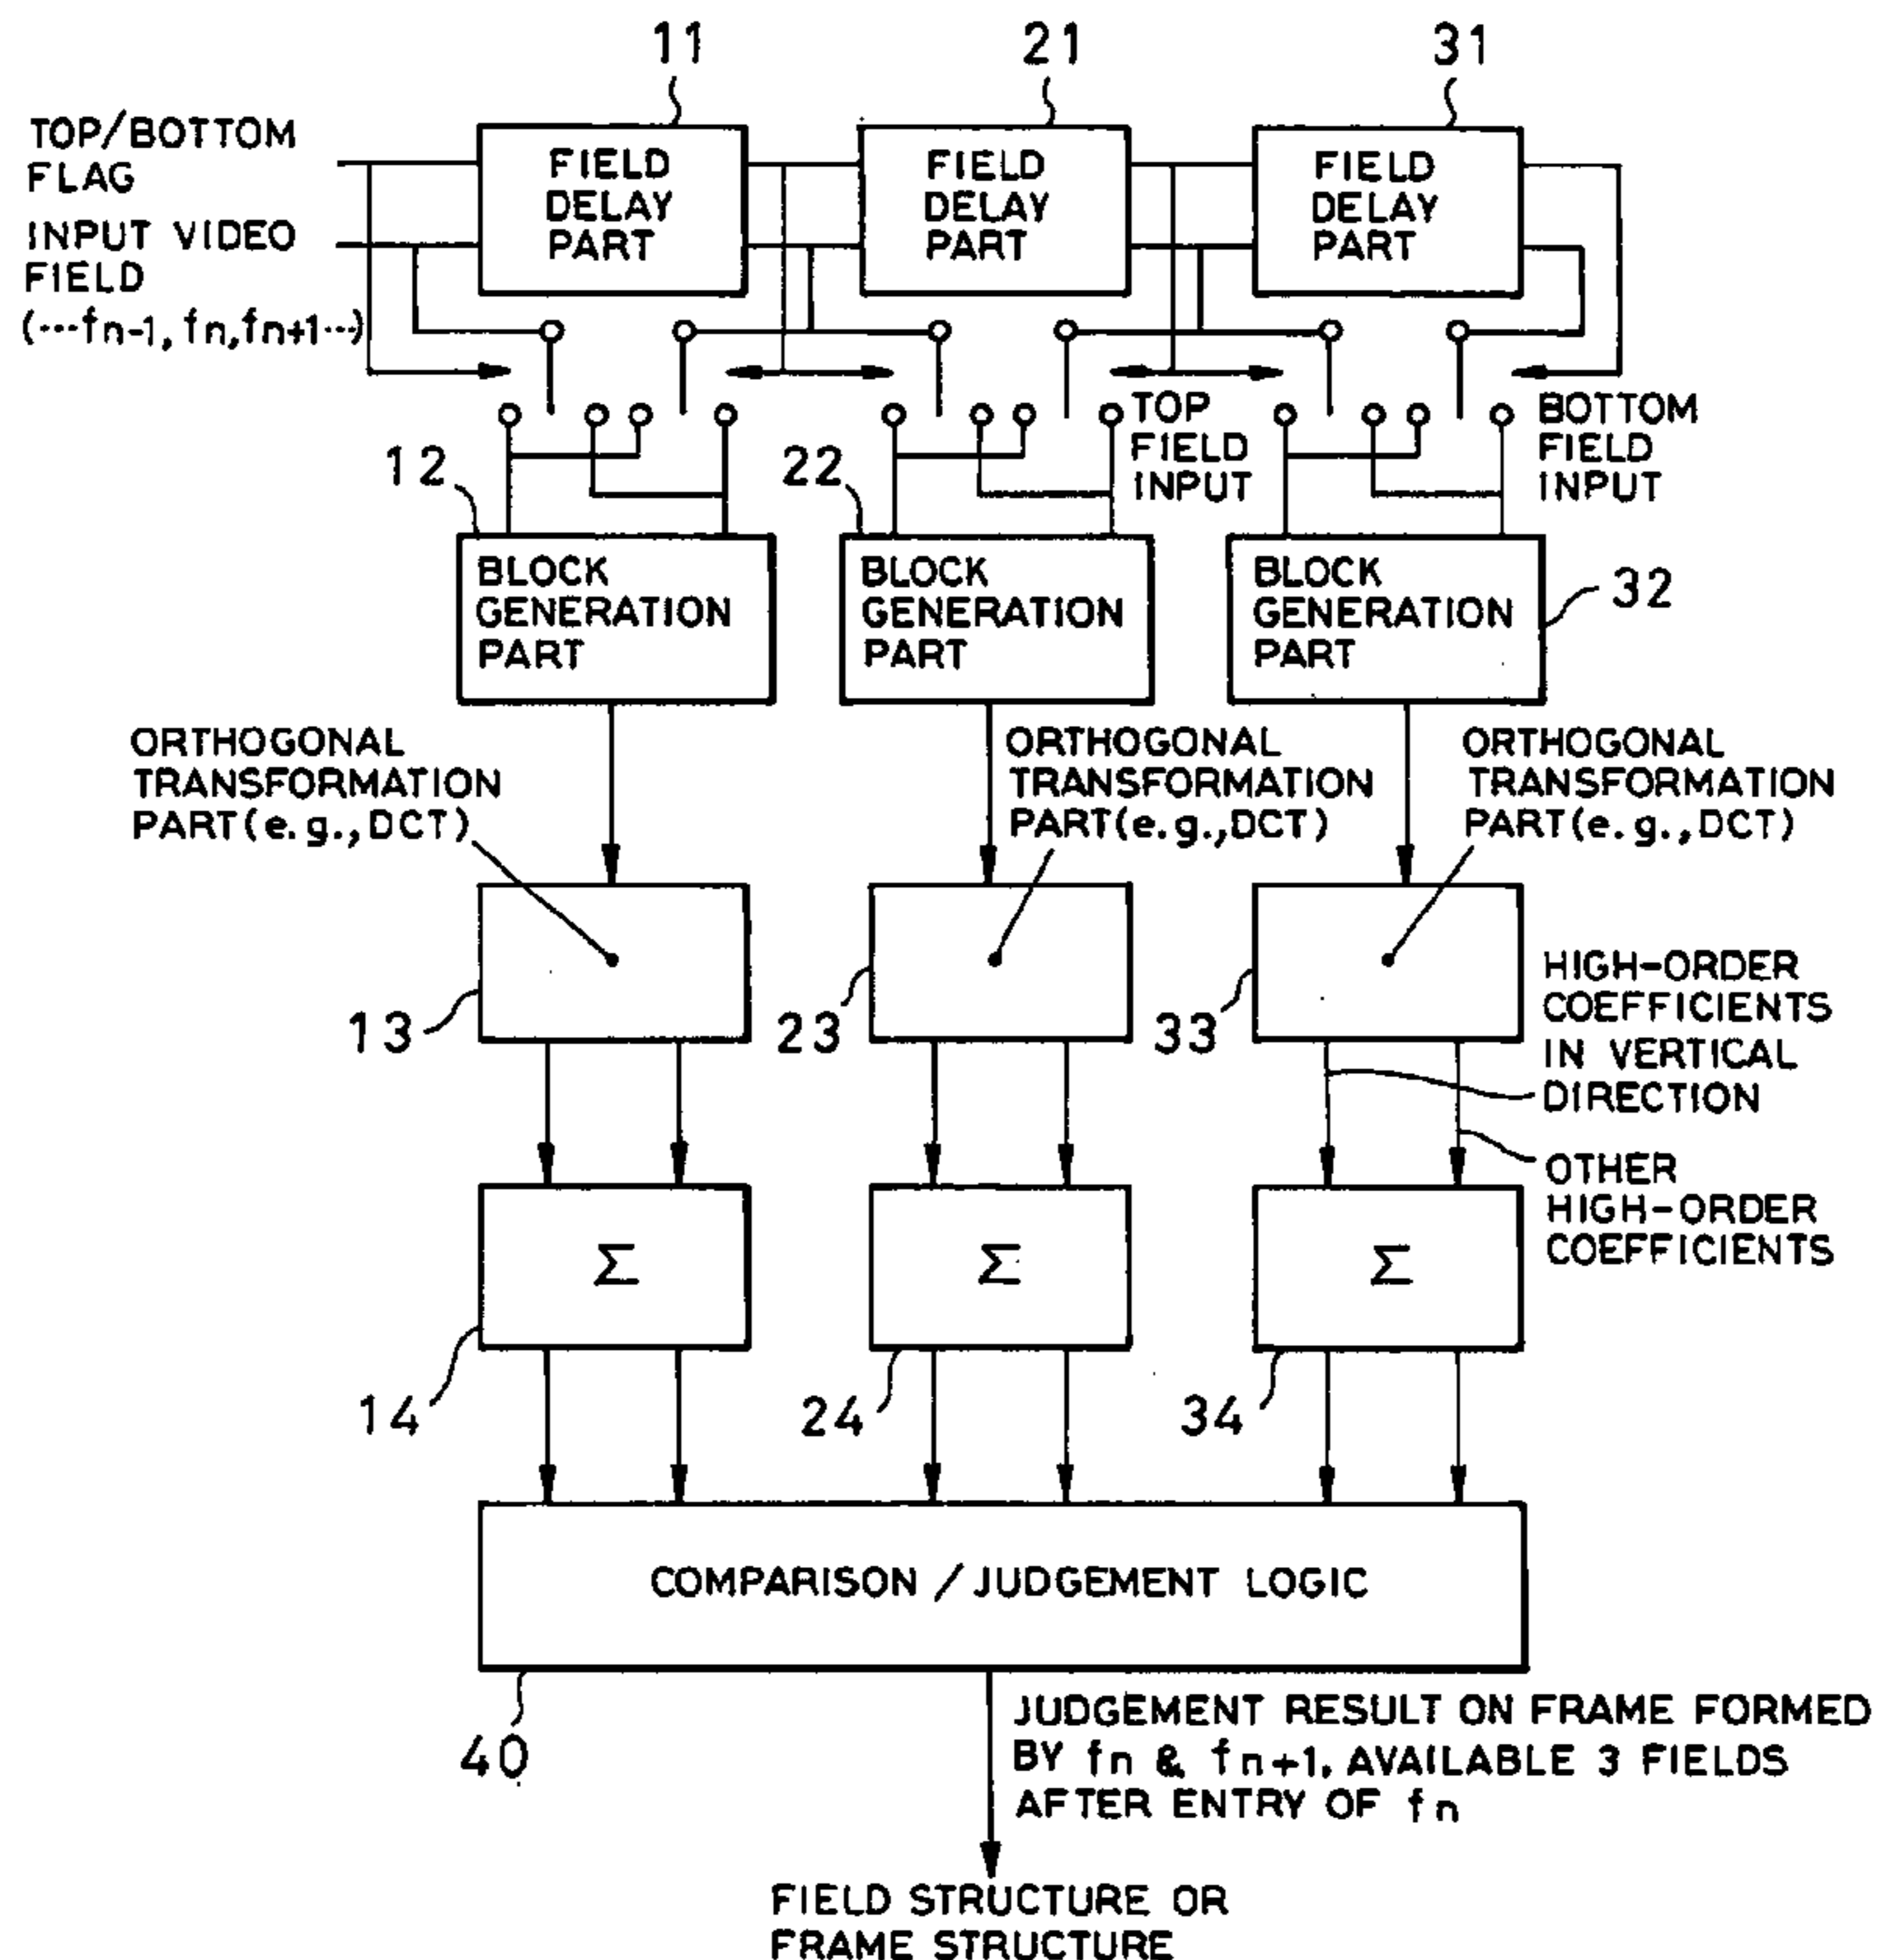 11
21
31
TOP/BOTTOM
FLAG
INPUT VIDEO
FIELD
(···fn-1, fn, fn+1···)
FIELD
DELAY
PART
FIELD
DELAY
PART
FIELD
DELAY
PART
TOP
FIELD
INPUT
BOTTOM
FIELD
INPUT
12
22
32
BLOCK
GENERATION
PART
BLOCK
GENERATION
PART
BLOCK
GENERATION
PART
ORTHOGONAL
TRANSFORMATION
PART(e.g.,DCT)
ORTHOGONAL
TRANSFORMATION
PART(e.g.,DCT)
ORTHOGONAL
TRANSFORMATION
PART(e.g.,DCT)
13
23
33
HIGH-ORDER
COEFFICIENTS
IN VERTICAL
DIRECTION
OTHER
HIGH-ORDER
COEFFICIENTS
Σ
Σ
Σ
14
24
34
COMPARISON / JUDGEMENT LOGIC
40
JUDGEMENT RESULT ON FRAME FORMED
BY fn & fn+1, AVAILABLE 3 FIELDS
AFTER ENTRY OF fn
FIELD STRUCTURE OR
FRAME STRUCTURE